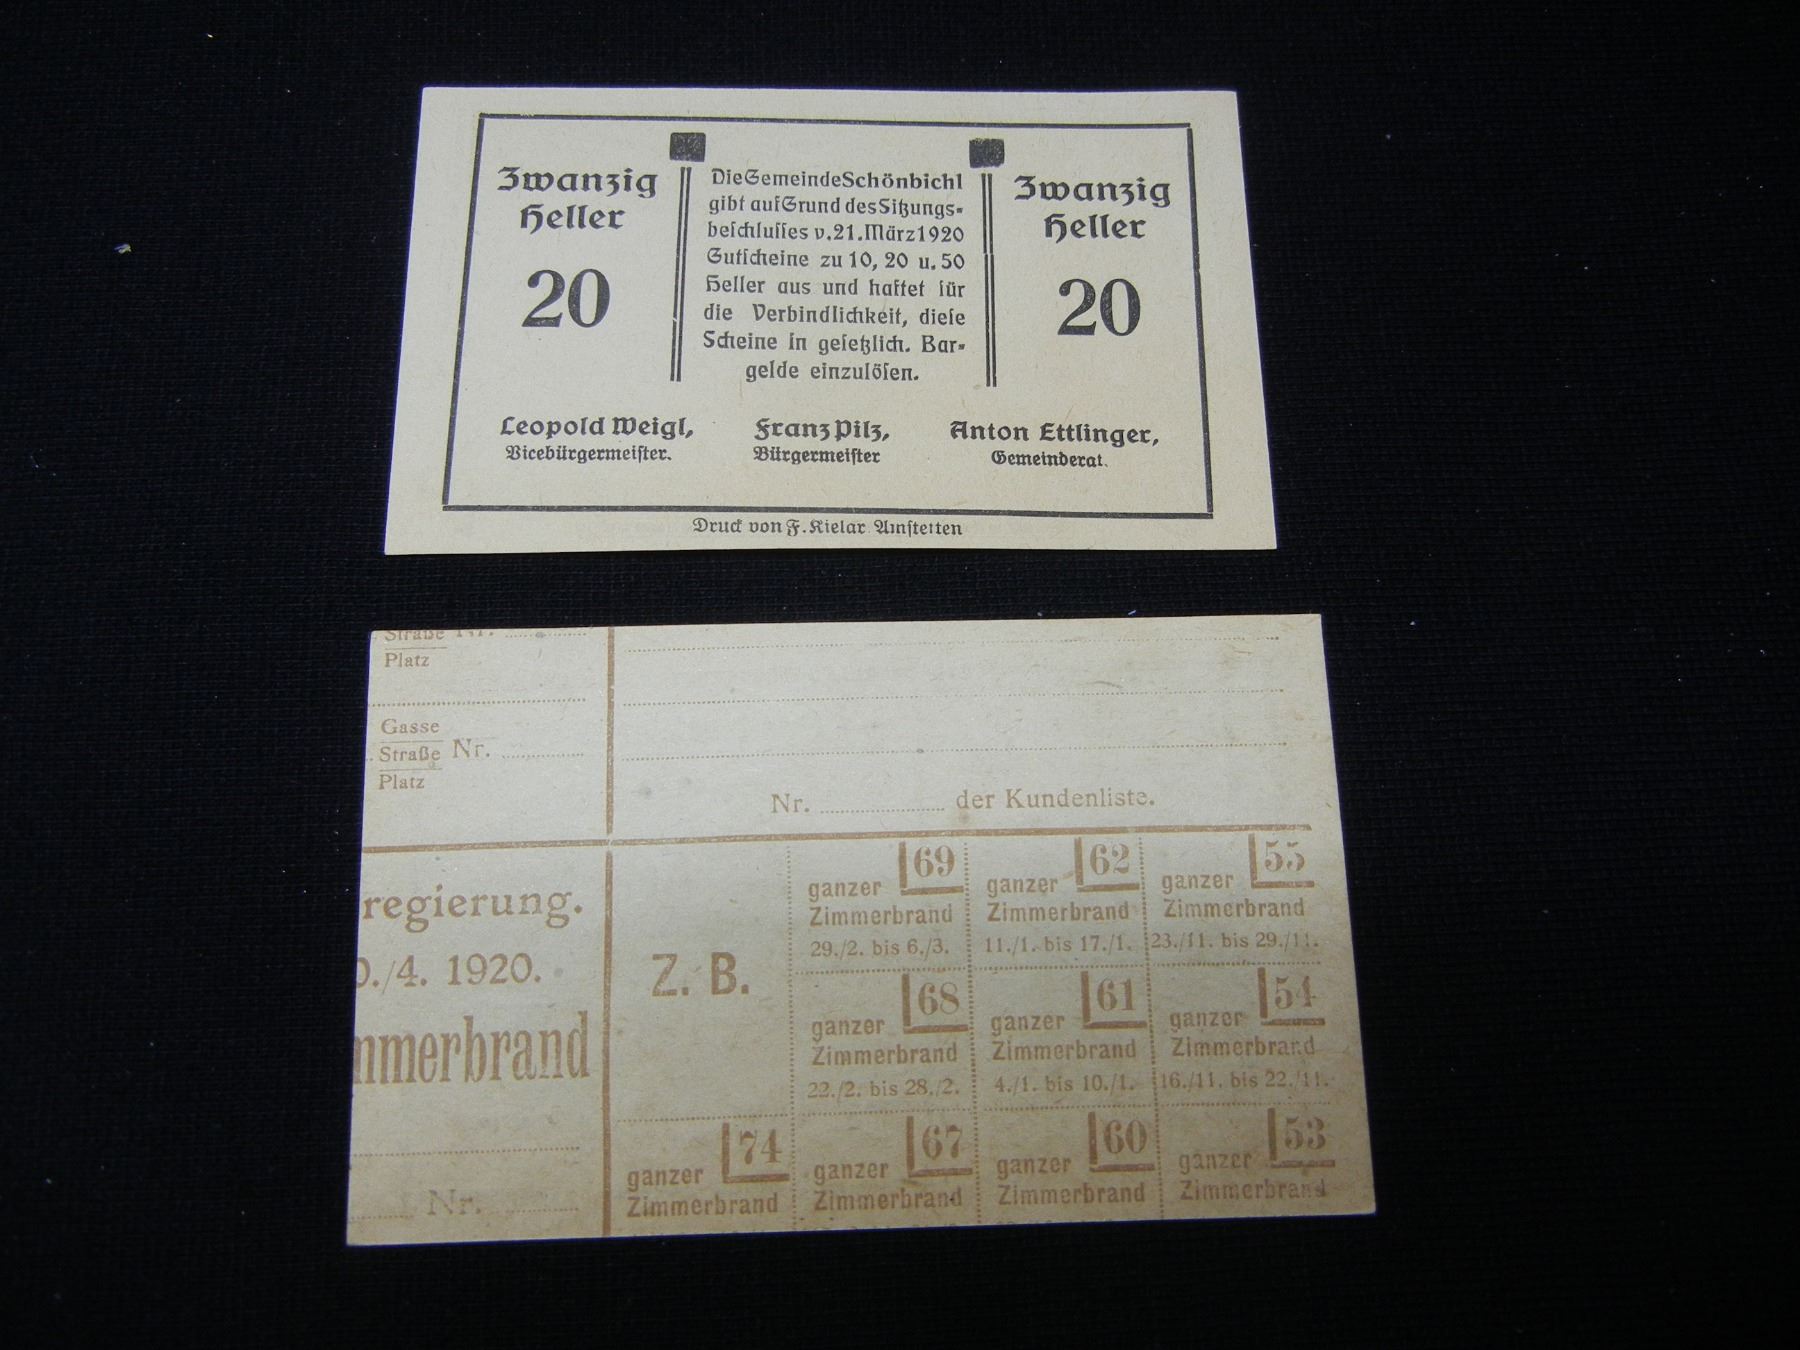 Zwanzig
Heller
20
Die Gemeinde Schönbichl
gibt auf Grund des Sitzungs-
beschlusses v. 21. März 1920
Gutscheine zu 10, 20 u. 50
Heller aus und haftet für
die Verbindlichkeit, diese
Scheine in gesetzlich. Bar-
gelde einzulösen.
Zwanzig
Heller
20
Leopold Weigl,
Vicebürgermeister.
Franz Pilz,
Bürgermeister
Anton Ettlinger,
Gemeinderat.
Druck von F. Kielar Amstetten
Straße Nr.
Platz
Gasse
Straße Nr.
Platz
Nr. der Kundenliste.
regierung.
0./4. 1920.
mmerbrand
Nr.
Z. B.
69
ganzer
Zimmerbrand
29./2. bis 6./3.
62
ganzer
Zimmerbrand
11./1. bis 17./1.
55
ganzer
Zimmerbrand
23./11. bis 29./11.
68
ganzer
Zimmerbrand
22./2. bis 28./2.
61
ganzer
Zimmerbrand
4./1. bis 10./1.
54
ganzer
Zimmerbrand
16./11. bis 22./11.
74
ganzer
Zimmerbrand
67
ganzer
Zimmerbrand
60
ganzer
Zimmerbrand
53
ganzer
Zimmerbrand